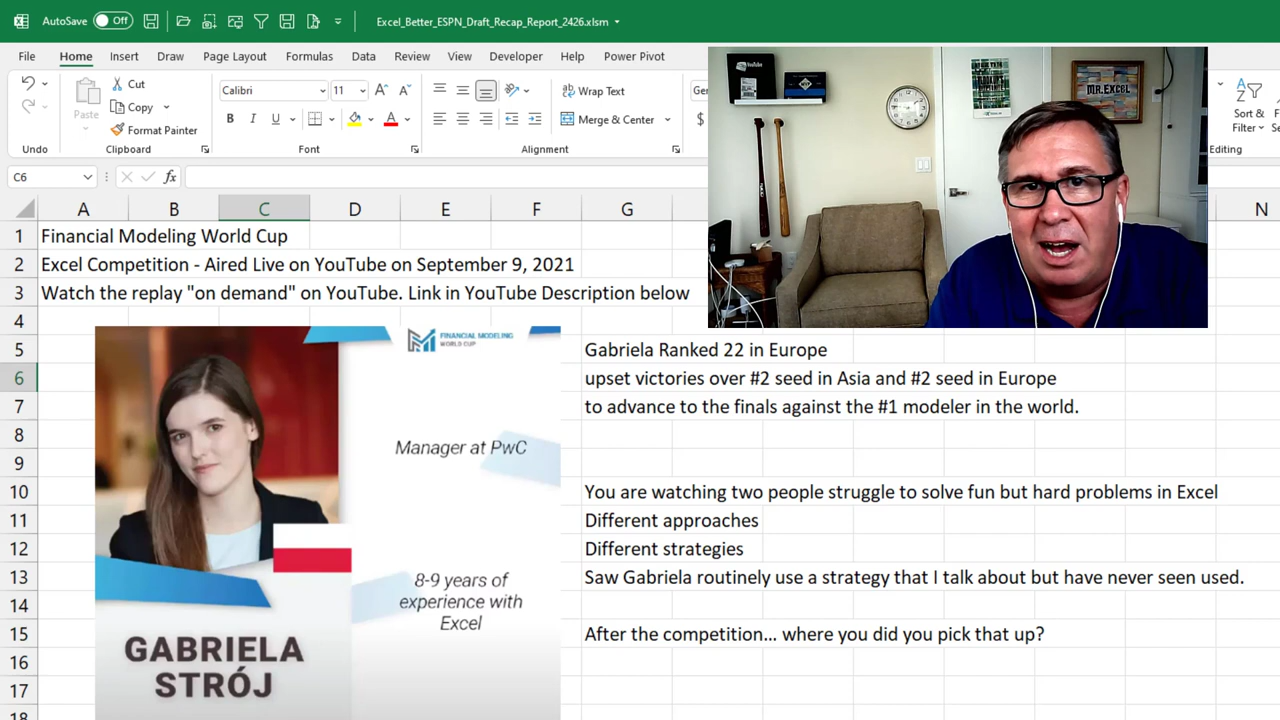 AutoSave Off Excel_Better_ESPN_Draft_Recap_Report_2426.xlsm
File Home Insert Draw Page Layout Formulas Data Review View Developer Help Power Pivot
Cut
Copy
Paste
Format Painter
Undo Clipboard
Calibri 11
Font
Wrap Text
Merge & Center
Alignment
$
Sort &
Filter
Editing
YouTube
MR.EXCEL
C6 fx
A B C D E F G N
1 Financial Modeling World Cup
2 Excel Competition - Aired Live on YouTube on September 9, 2021
3 Watch the replay "on demand" on YouTube. Link in YouTube Description below
4
FINANCIAL MODELING
WORLD CUP
5 Gabriela Ranked 22 in Europe
6 upset victories over #2 seed in Asia and #2 seed in Europe
7 to advance to the finals against the #1 modeler in the world.
8
Manager at PwC
9
10 You are watching two people struggle to solve fun but hard problems in Excel
11 Different approaches
12 Different strategies
13 Saw Gabriela routinely use a strategy that I talk about but have never seen used.
8-9 years of
experience with
Excel
14
15 After the competition... where you did you pick that up?
GABRIELA
STRÓJ
16
17
18